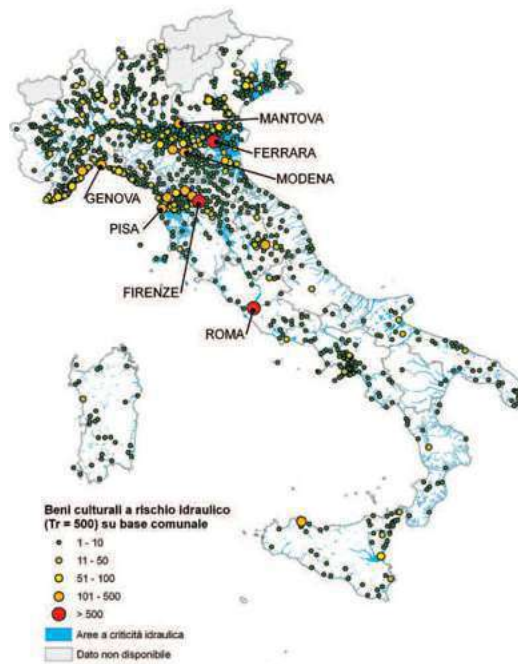 MANTOVA
FERRARA
MODENA
GENOVA
PISA
FIRENZE
ROMA
Beni culturali a rischio idraulico
(Tr = 500) su base comunale
1 - 10
11 - 50
51 - 100
101 - 500
> 500
Aree a criticità idraulica
Dato non disponibile